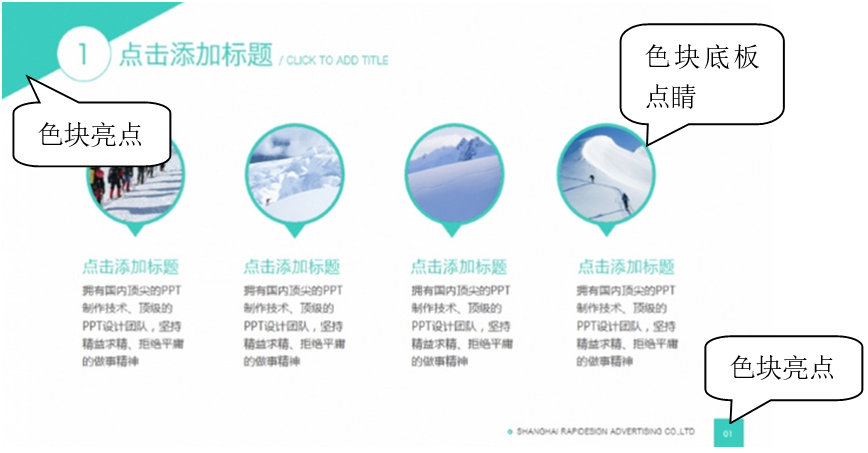 1
点击添加标题 / CLICK TO ADD TITLE
色块亮点
色块底板
点睛
点击添加标题
拥有国内顶尖的PPT
制作技术、顶级的
PPT设计团队，坚持
精益求精、拒绝平庸
的做事精神
点击添加标题
拥有国内顶尖的PPT
制作技术、顶级的
PPT设计团队，坚持
精益求精、拒绝平庸
的做事精神
点击添加标题
拥有国内顶尖的PPT
制作技术、顶级的
PPT设计团队，坚持
精益求精、拒绝平庸
的做事精神
点击添加标题
拥有国内顶尖的PPT
制作技术、顶级的
PPT设计团队，坚持
精益求精、拒绝平庸
的做事精神
色块亮点
SHANGHAI RAPIDESIGN ADVERTISING CO.,LTD
01